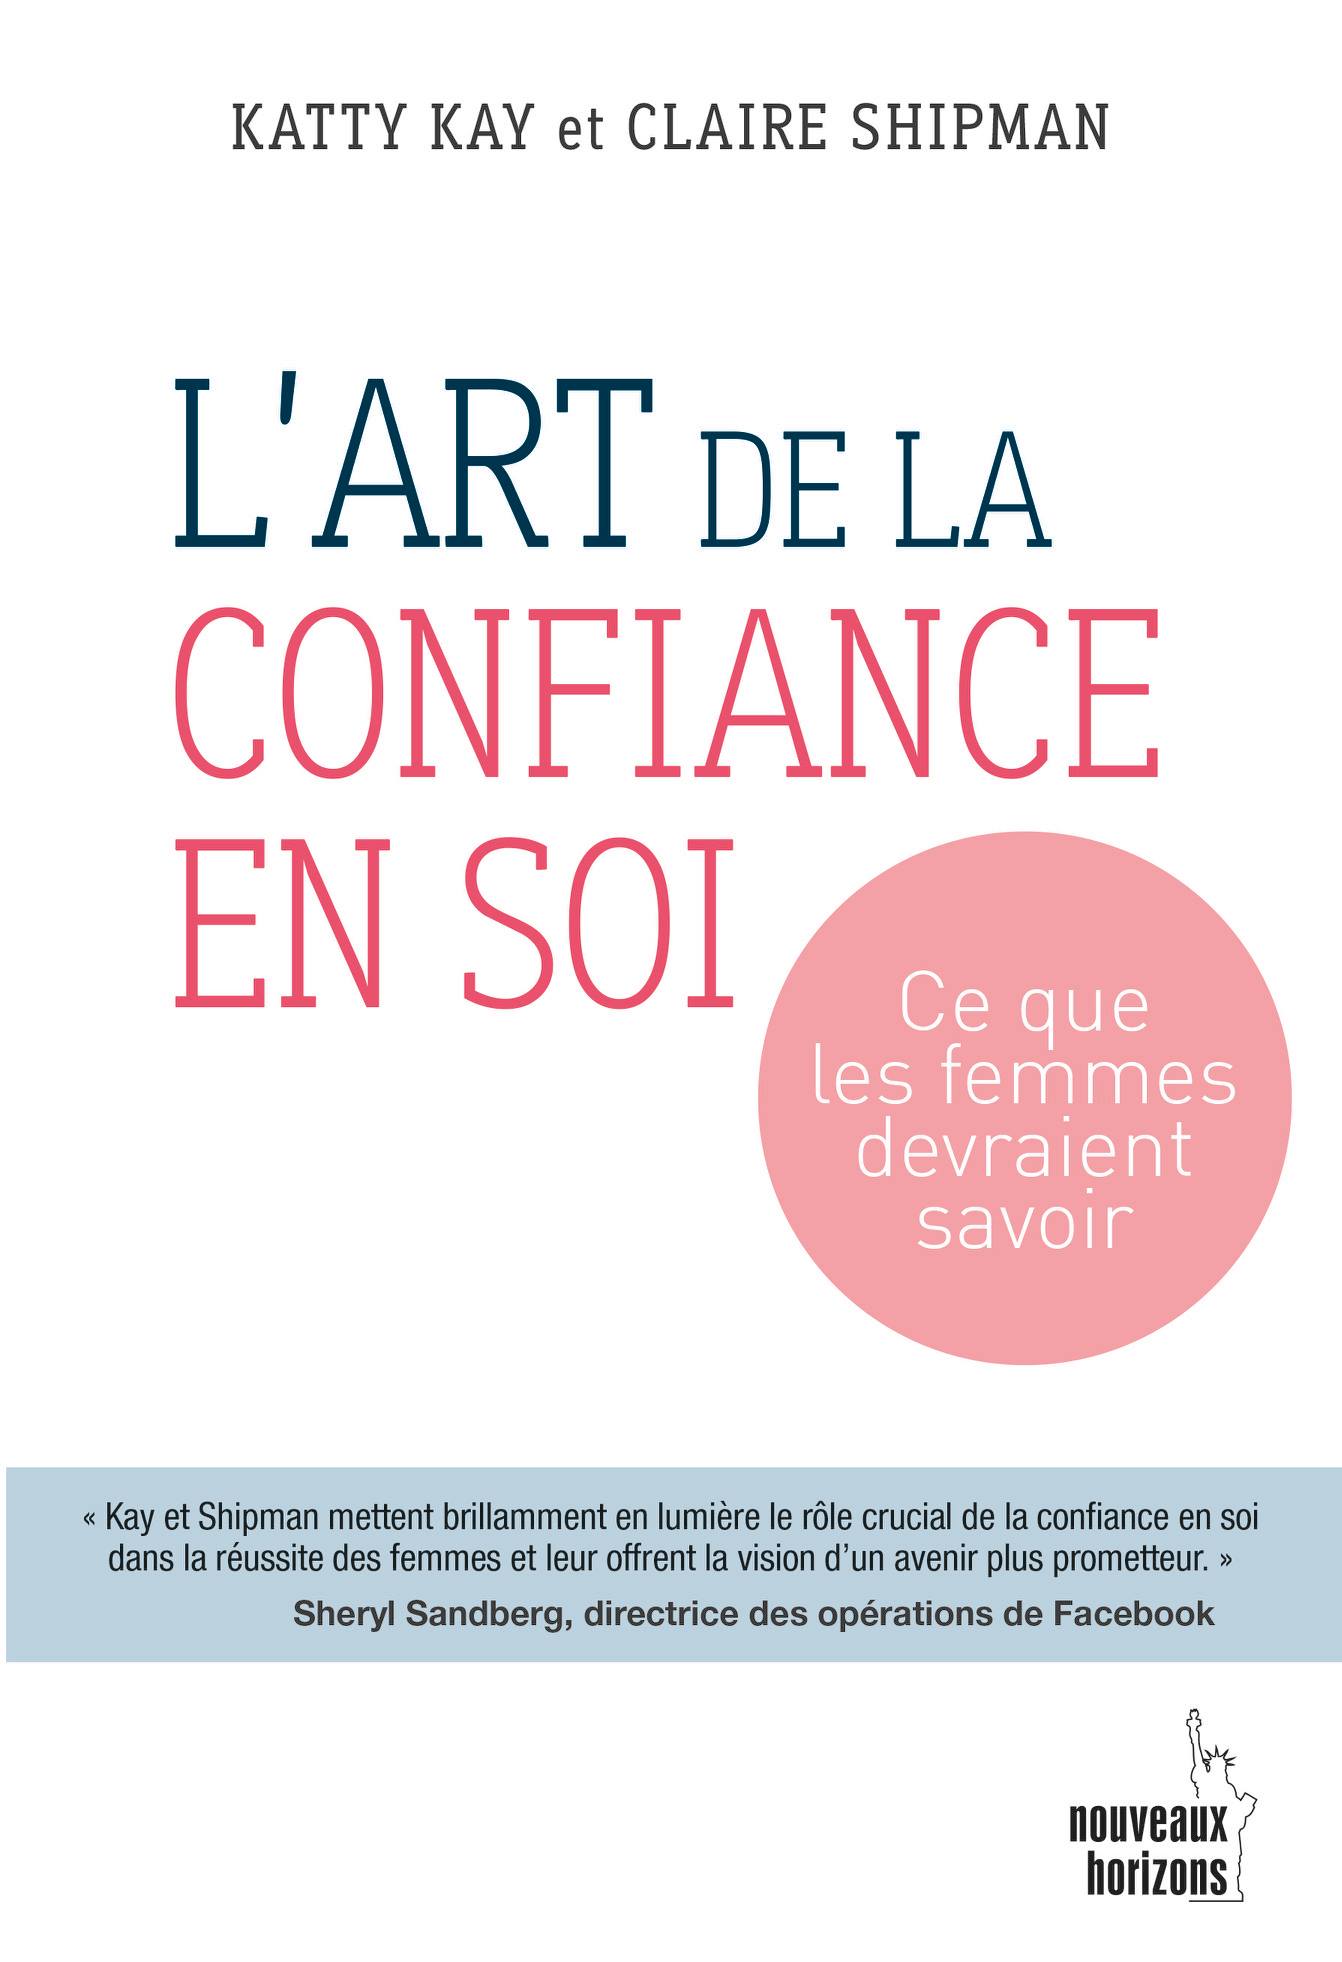 KATTY KAY et CLAIRE SHIPMAN
L'ART DE LA
CONFIANCE
EN SOI
Ce que
les femmes
devraient
savoir
« Kay et Shipman mettent brillamment en lumière le rôle crucial de la confiance en soi
dans la réussite des femmes et leur offrent la vision d’un avenir plus prometteur. »
Sheryl Sandberg, directrice des opérations de Facebook
nouveaux
horizons